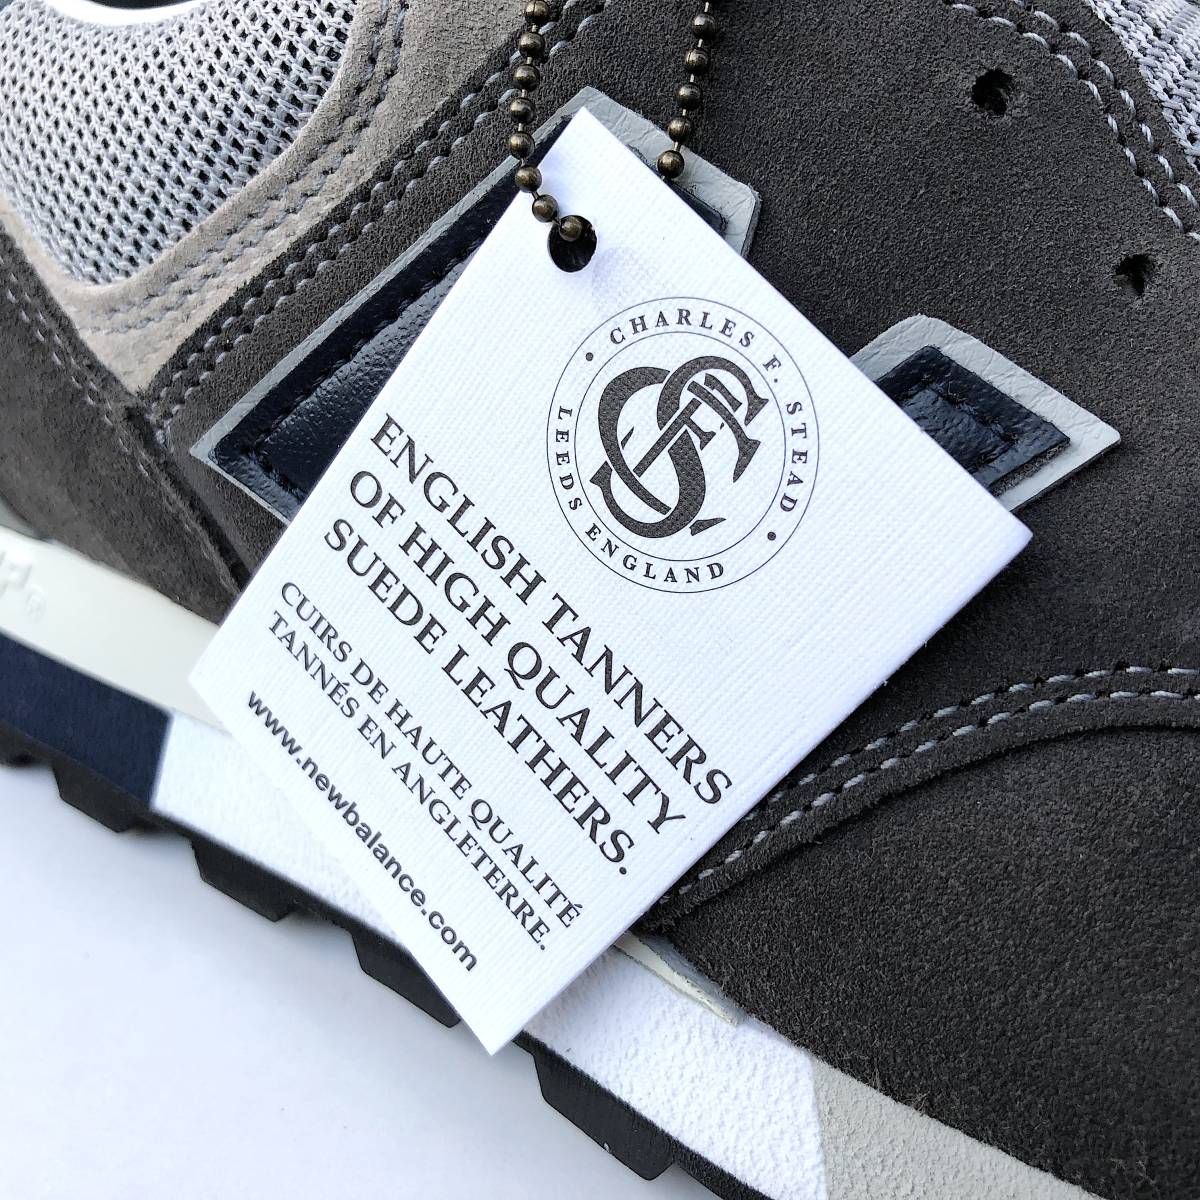 • CHARLES F. STEAD •
LEEDS ENGLAND
CFS
ENGLISH TANNERS
OF HIGH QUALITY
SUEDE LEATHERS.
CUIRS DE HAUTE QUALITÉ
TANNÉS EN ANGLETERRE.
www.newbalance.com